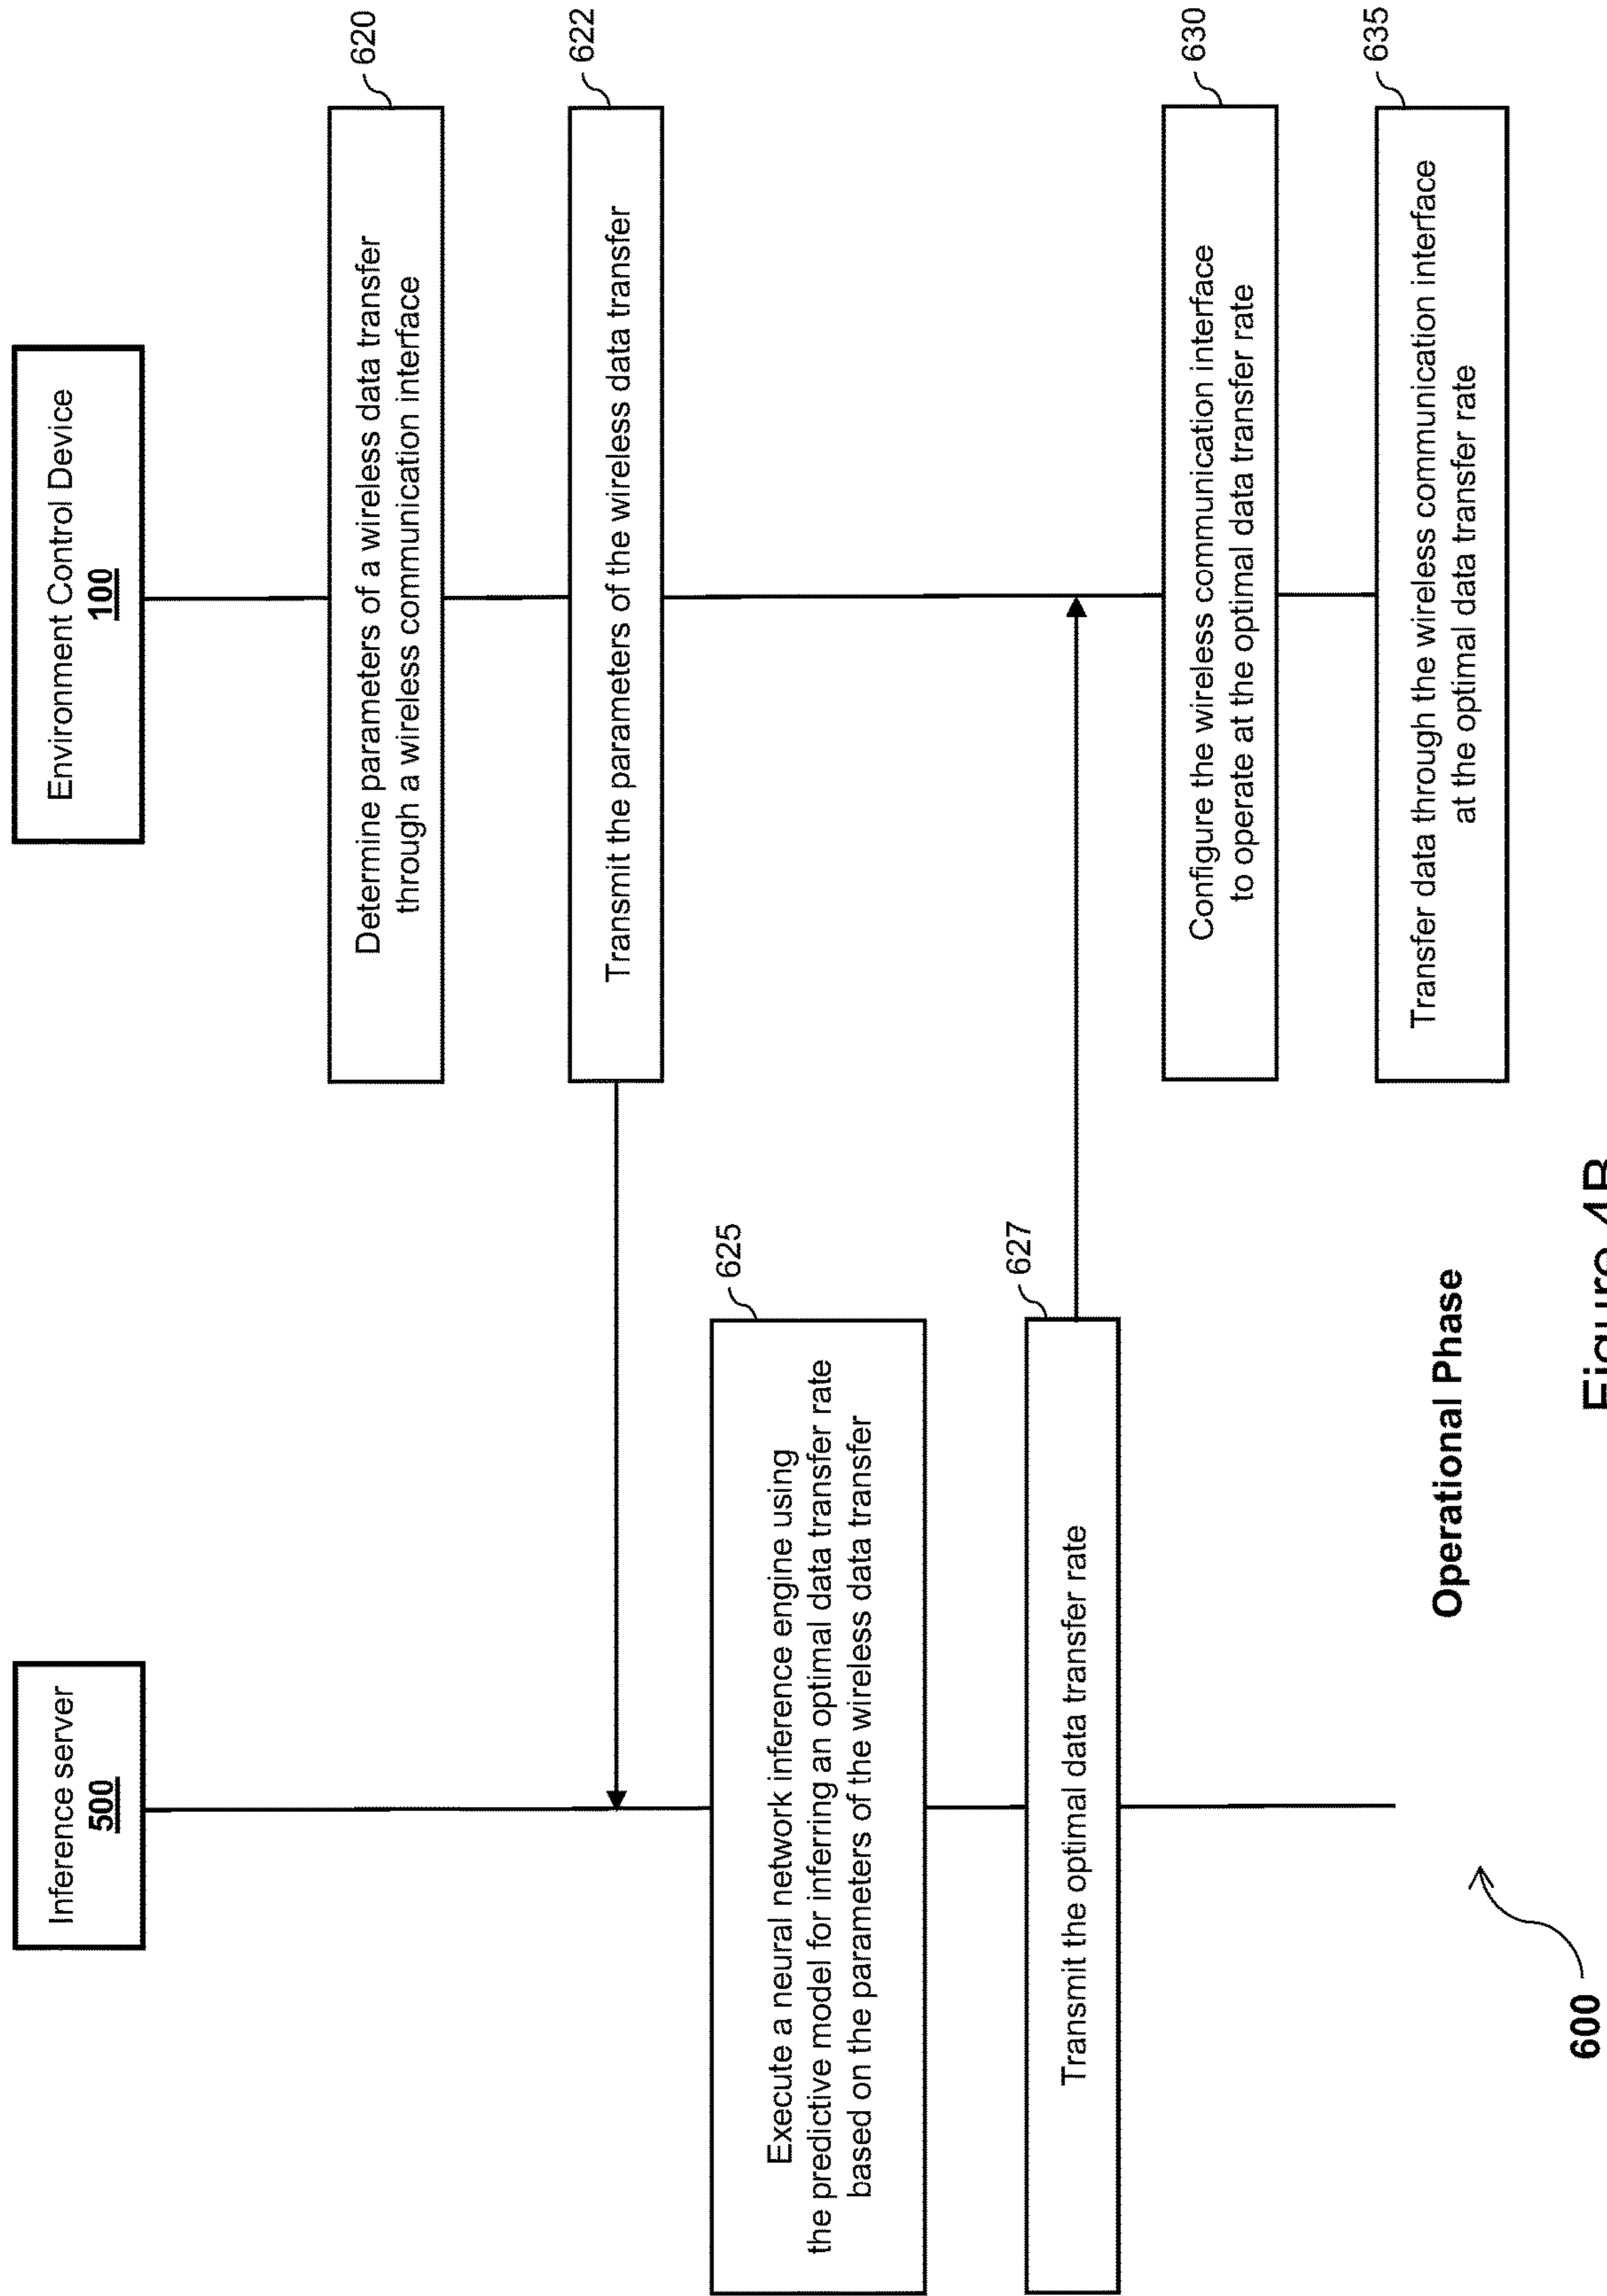 Inference server
500
Environment Control Device
100
Determine parameters of a wireless data transfer
through a wireless communication interface
620
Transmit the parameters of the wireless data transfer
622
Execute a neural network inference engine using
the predictive model for inferring an optimal data transfer rate
based on the parameters of the wireless data transfer
625
Transmit the optimal data transfer rate
627
Configure the wireless communication interface
to operate at the optimal data transfer rate
630
Transfer data through the wireless communication interface
at the optimal data transfer rate
635
Operational Phase
600
Figure 4B